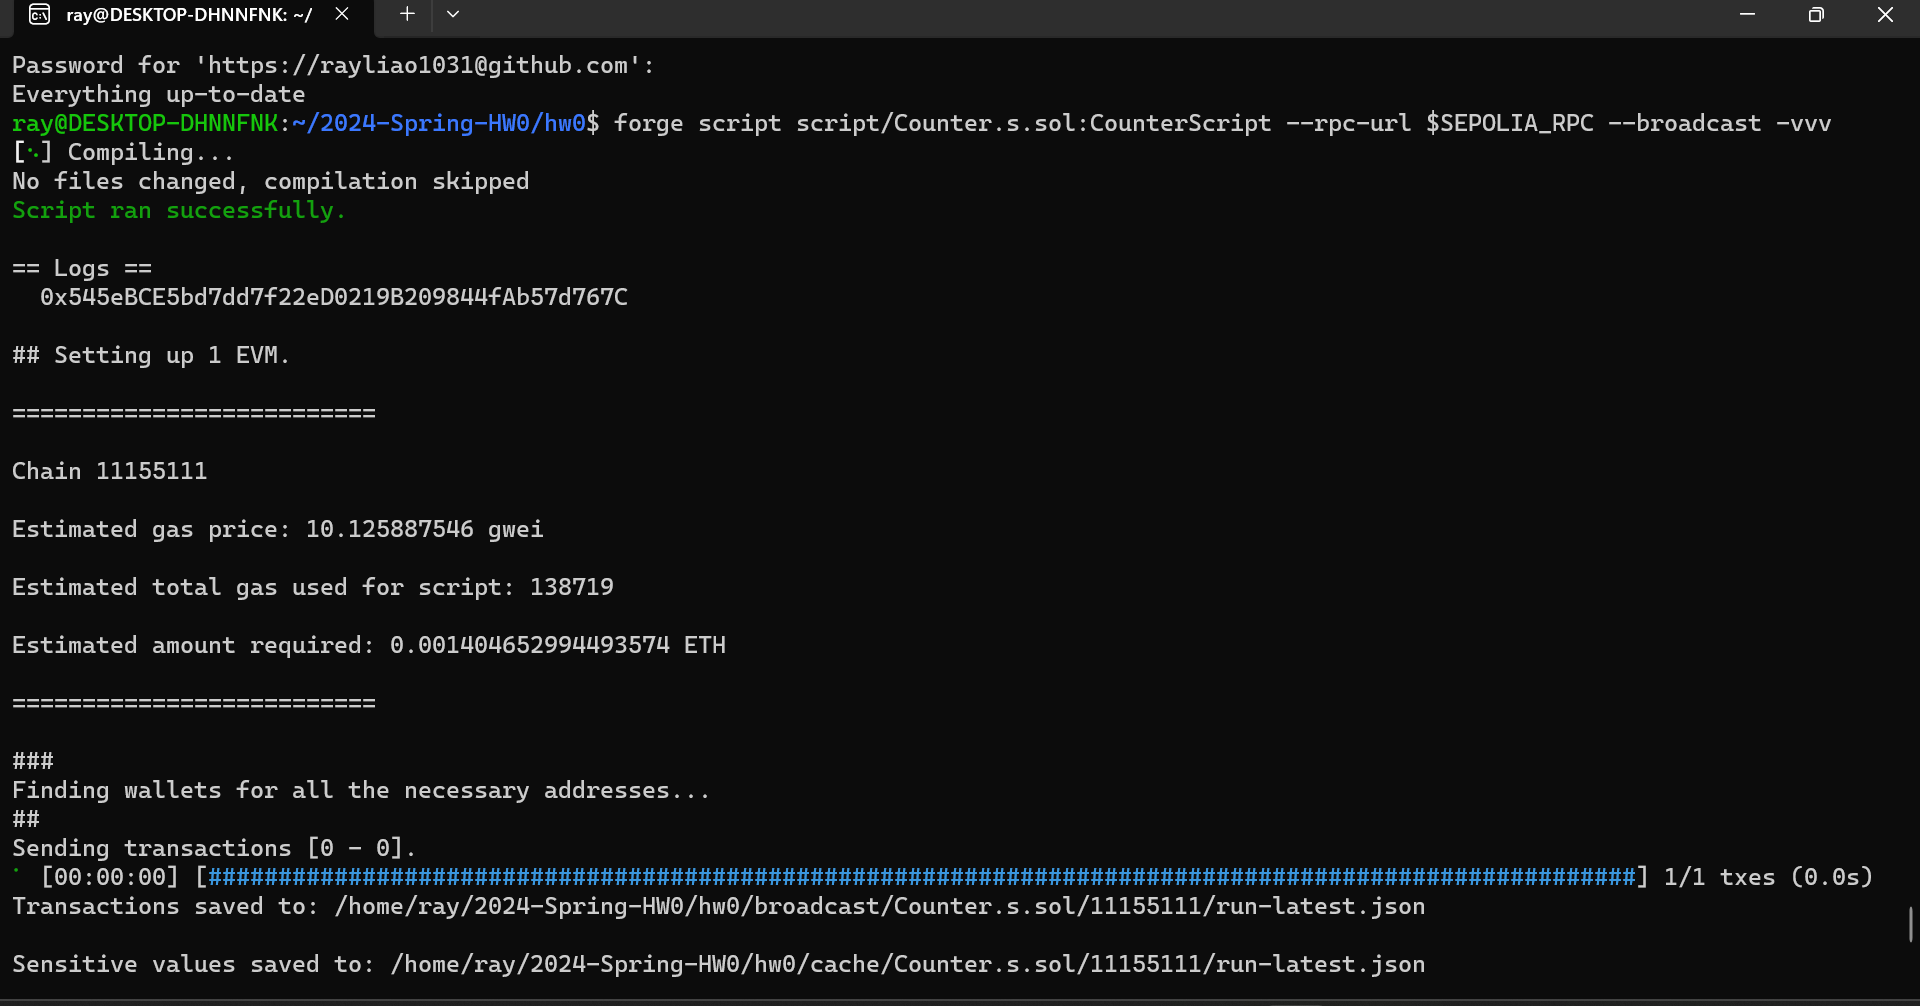 ray@DESKTOP-DHNNFNK: ~/
Password for 'https://rayliao1031@github.com':
Everything up-to-date
ray@DESKTOP-DHNNFNK:~/2024-Spring-HW0/hw0$ forge script script/Counter.s.sol:CounterScript --rpc-url $SEPOLIA_RPC --broadcast -vvv
[⠢] Compiling...
No files changed, compilation skipped
Script ran successfully.
== Logs ==
0x545eBCE5bd7dd7f22eD0219B209844fAb57d767C
## Setting up 1 EVM.
==========================
Chain 11155111
Estimated gas price: 10.125887546 gwei
Estimated total gas used for script: 138719
Estimated amount required: 0.001404652994493574 ETH
==========================
###
Finding wallets for all the necessary addresses...
##
Sending transactions [0 - 0].
⠁ [00:00:00] [######################################################################################################] 1/1 txes (0.0s)
Transactions saved to: /home/ray/2024-Spring-HW0/hw0/broadcast/Counter.s.sol/11155111/run-latest.json
Sensitive values saved to: /home/ray/2024-Spring-HW0/hw0/cache/Counter.s.sol/11155111/run-latest.json